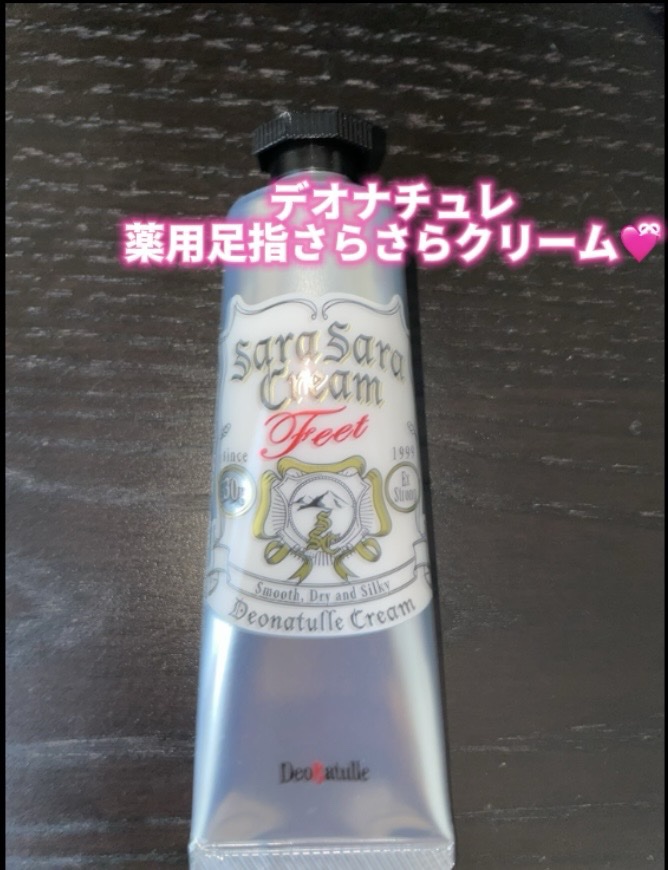 デオナチュレ
薬用足指さらさらクリーム
Sara Sara
Cream
Feet
since 1999
30g
Ex
Strong
Smooth, Dry and Silky
Deonatulle Cream
DeoNatulle